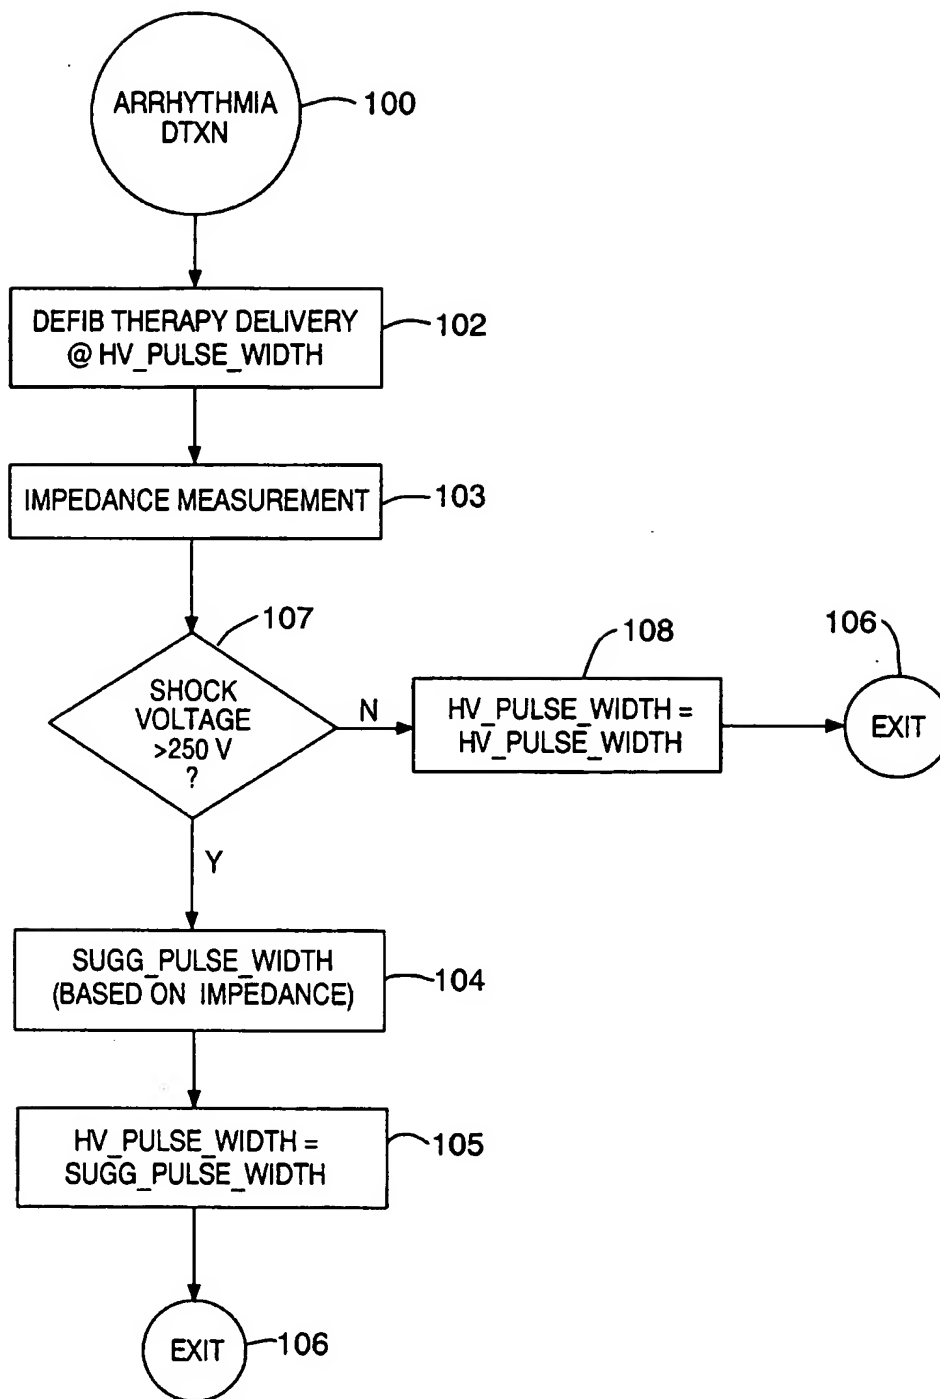 ARRHYTHMIA
DTXN
100
DEFIB THERAPY DELIVERY
@ HV_PULSE_WIDTH
102
IMPEDANCE MEASUREMENT
103
107
SHOCK
VOLTAGE
>250 V
?
N
108
HV_PULSE_WIDTH =
HV_PULSE_WIDTH
106
EXIT
Y
SUGG_PULSE_WIDTH
(BASED ON IMPEDANCE)
104
HV_PULSE_WIDTH =
SUGG_PULSE_WIDTH
105
EXIT
106